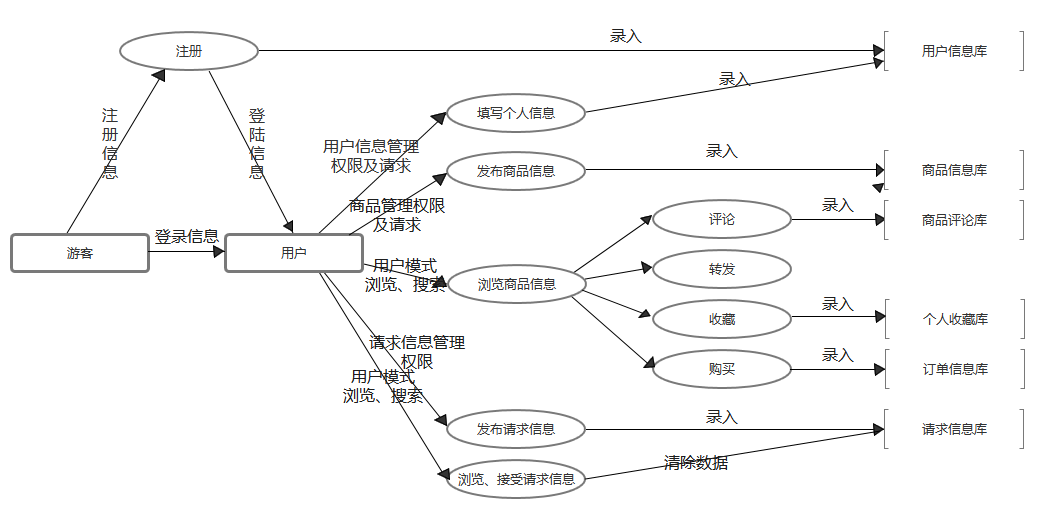 录入
注册
用户信息库
录入
注册信息
登陆信息
填写个人信息
用户信息管理
权限及请求
录入
发布商品信息
商品信息库
商品管理权限
及请求
录入
评论
商品评论库
登录信息
游客
用户
用户模式
浏览、搜索
浏览商品信息
转发
录入
收藏
个人收藏库
请求信息管理
权限
录入
购买
订单信息库
用户模式
浏览、搜索
录入
发布请求信息
请求信息库
清除数据
浏览、接受请求信息